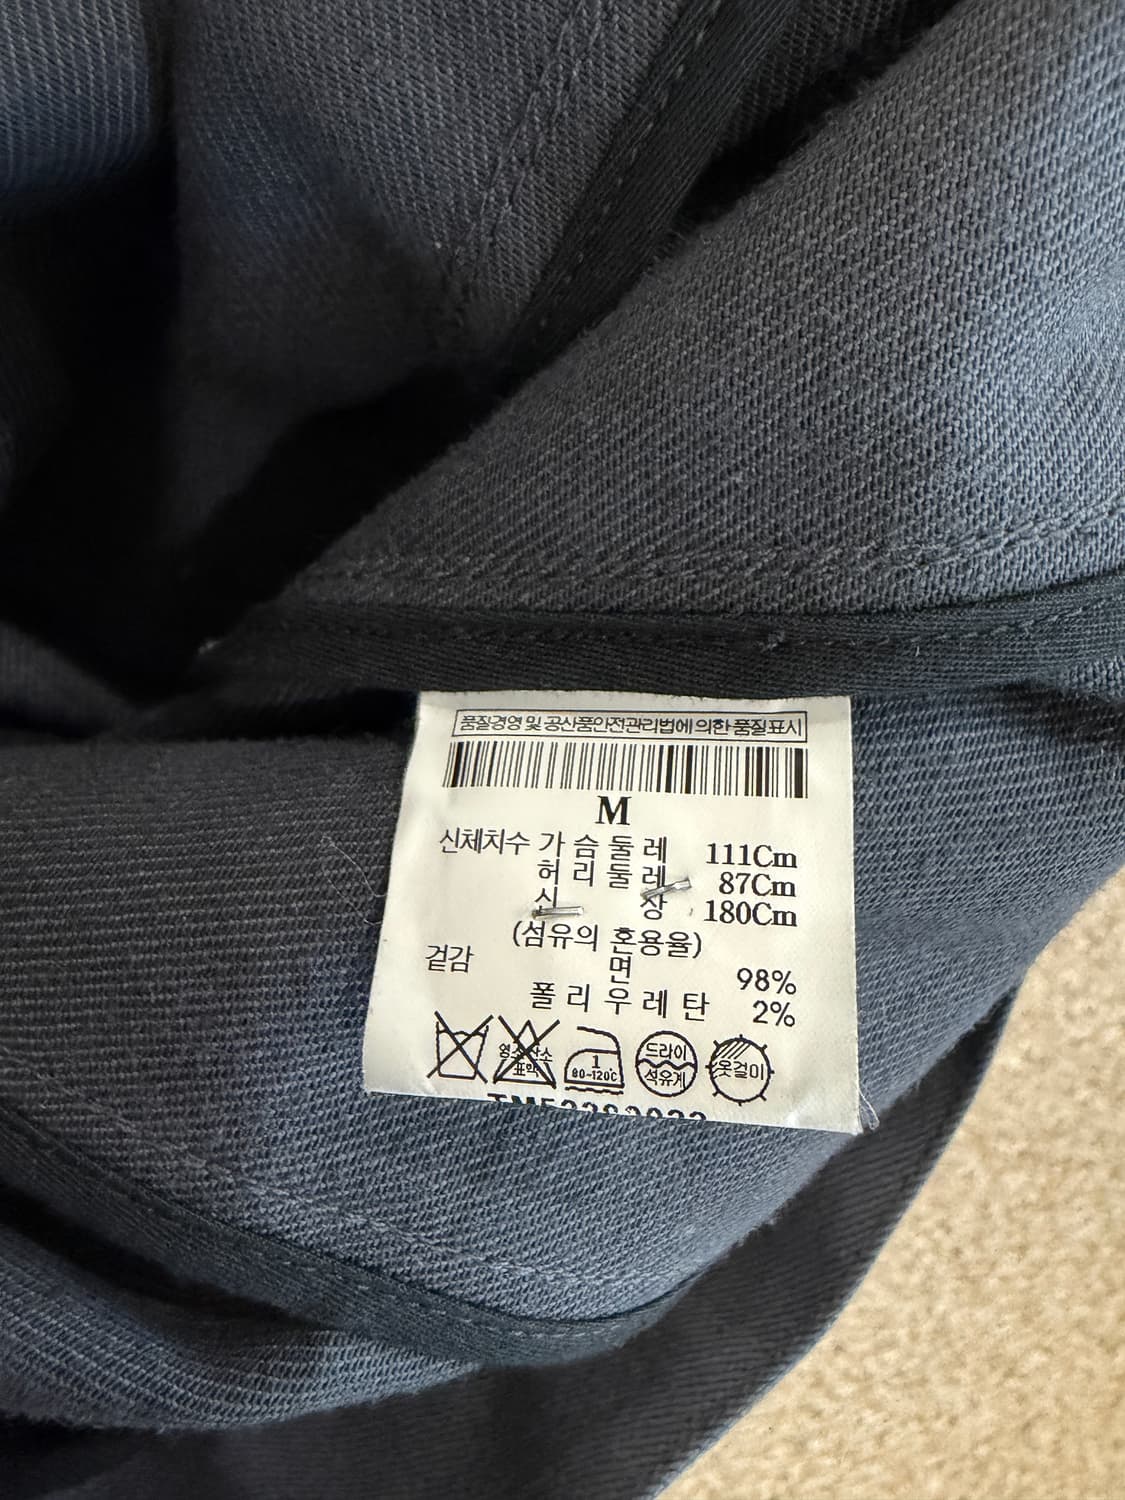 품질경영 및 공산품안전관리법에 의한 품질표시
M
신체치수 가슴둘레 111Cm
허리둘레 87Cm
신장 180Cm
(섬유의 혼용율)
겉감 면 98%
폴리우레탄 2%
염소산소 표백
1 80-120℃
드라이 석유계
옷걸이